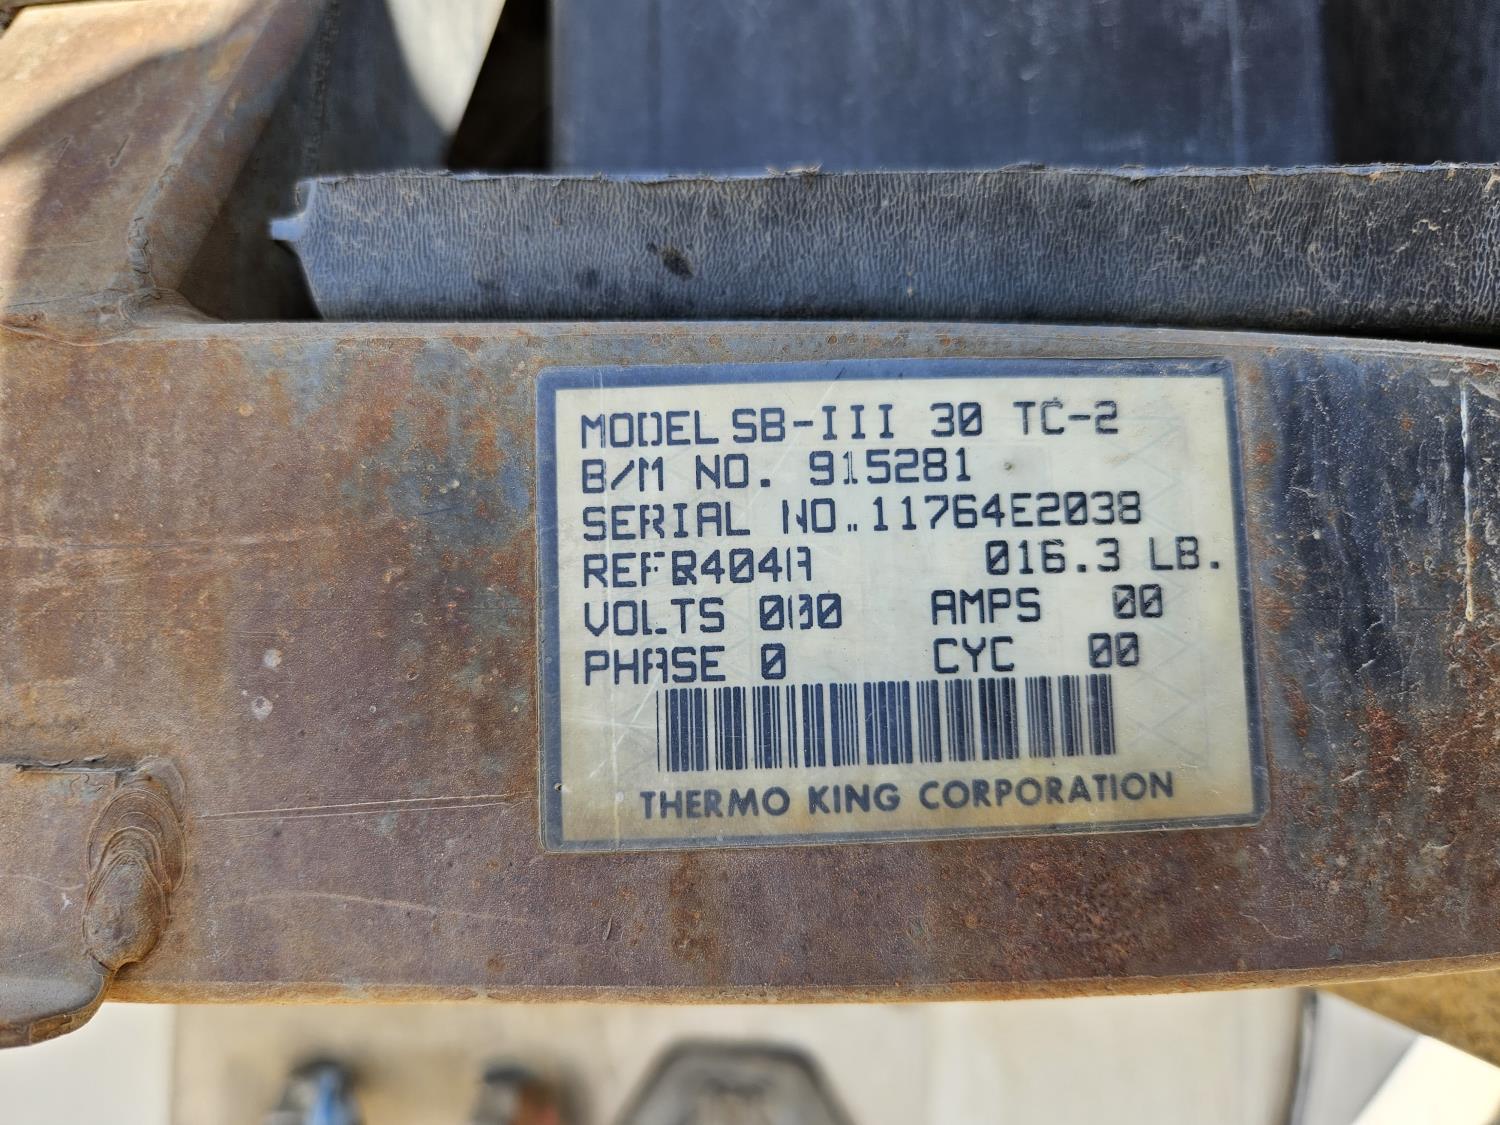 MODEL SB-III 30 TC-2
B/M NO. 915281
SERIAL NO. 11764E2038
REF R404A 016.3 LB.
VOLTS 000 AMPS 00
PHASE 0 CYC 00
THERMO KING CORPORATION